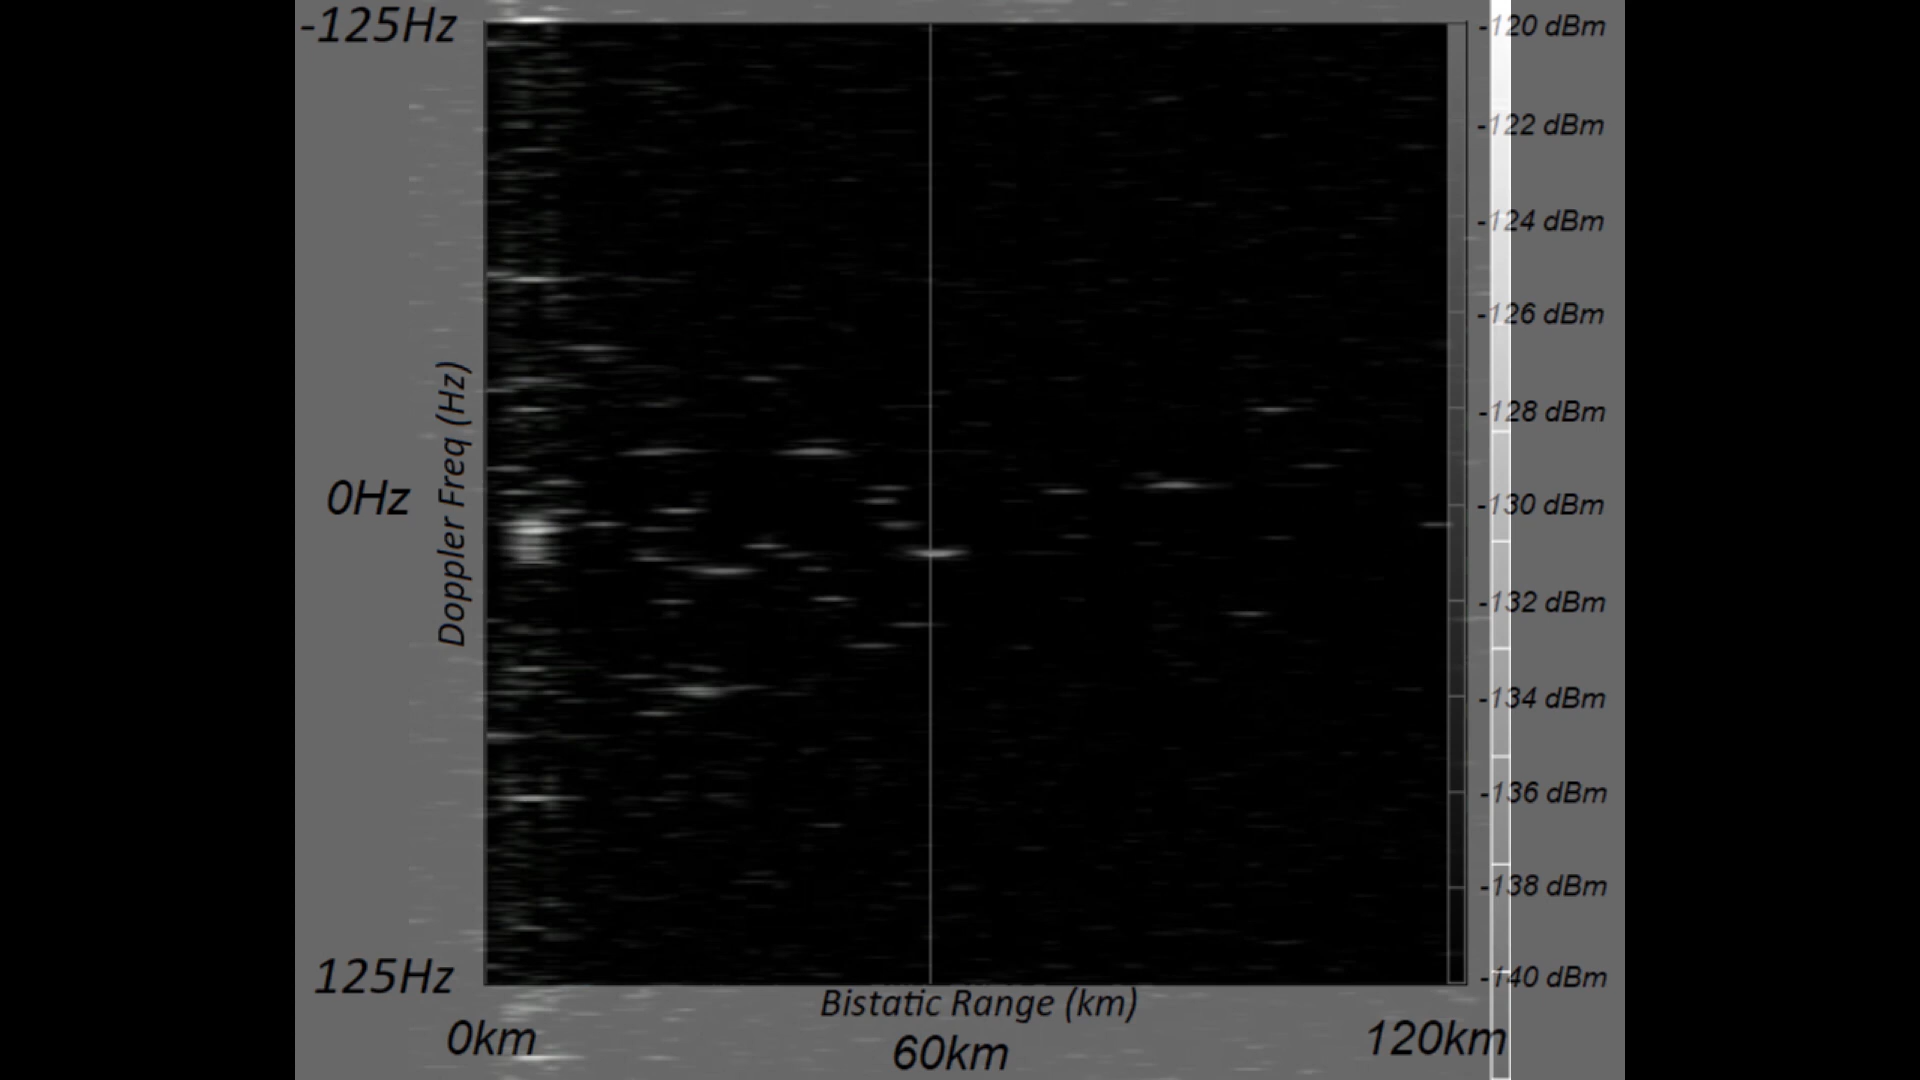 -125Hz
0Hz
125Hz
Doppler Freq (Hz)
-120 dBm
-122 dBm
-124 dBm
-126 dBm
-128 dBm
-130 dBm
-132 dBm
-134 dBm
-136 dBm
-138 dBm
-140 dBm
Bistatic Range (km)
0km
60km
120km